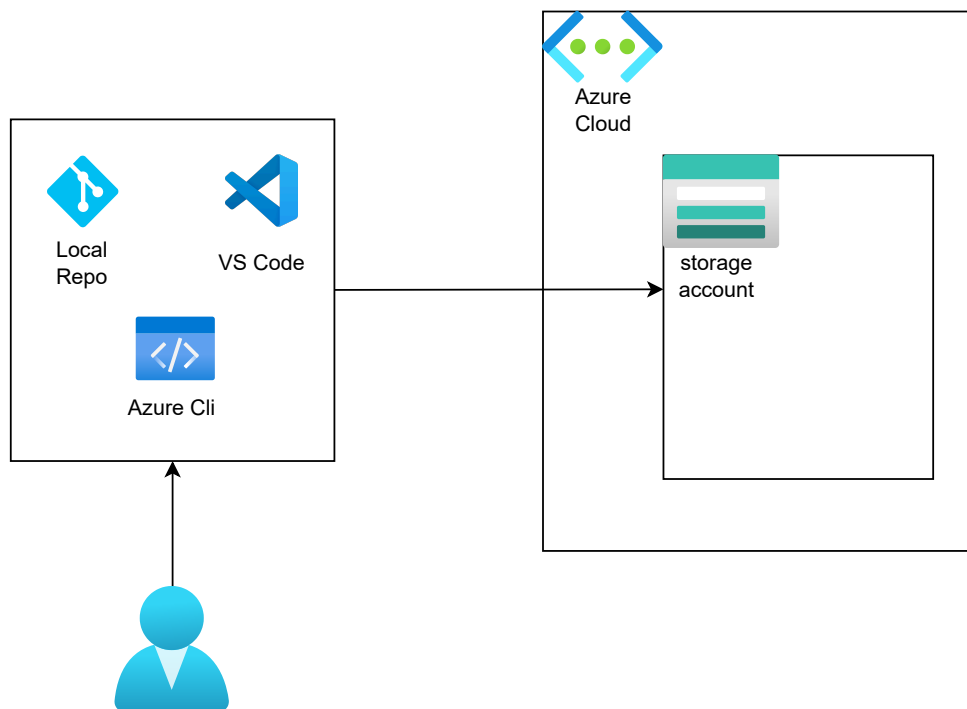 Azure
Cloud
Local
Repo
VS Code
storage
account
Azure Cli